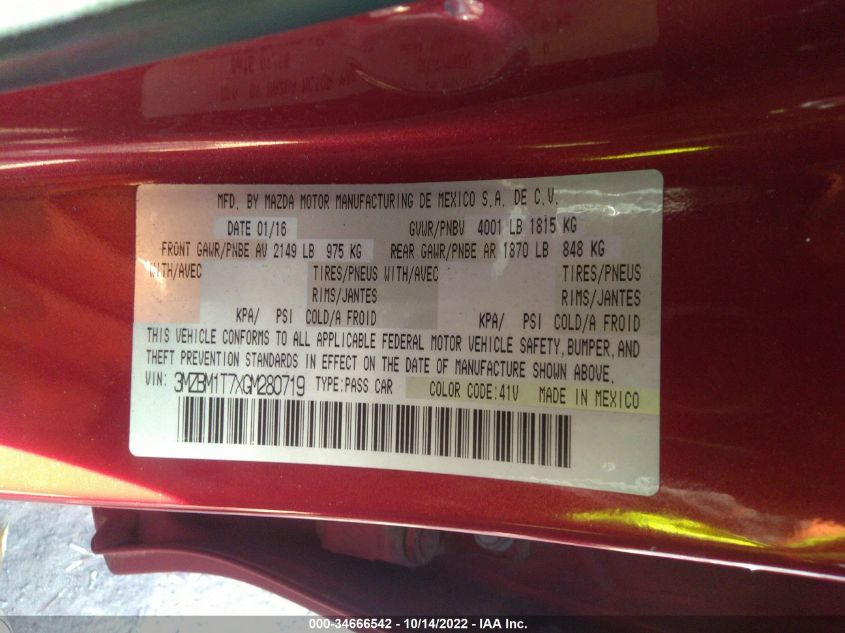 MFD. BY MAZDA MOTOR MANUFACTURING DE MEXICO S.A. DE C.V.
DATE 01/16 GVWR/PNBV 4001 LB 1815 KG
FRONT GAWR/PNBE AV 2149 LB 975 KG REAR GAWR/PNBE AR 1870 LB 848 KG
WITH/AVEC TIRES/PNEUS WITH/AVEC TIRES/PNEUS
RIMS/JANTES RIMS/JANTES
KPA/ PSI COLD/A FROID KPA/ PSI COLD/A FROID
THIS VEHICLE CONFORMS TO ALL APPLICABLE FEDERAL MOTOR VEHICLE SAFETY, BUMPER, AND
THEFT PREVENTION STANDARDS IN EFFECT ON THE DATE OF MANUFACTURE SHOWN ABOVE.
VIN: 3MZBM1T7XGM280719 TYPE:PASS CAR COLOR CODE:41V MADE IN MEXICO
000-34666542 - 10/14/2022 - IAA Inc.